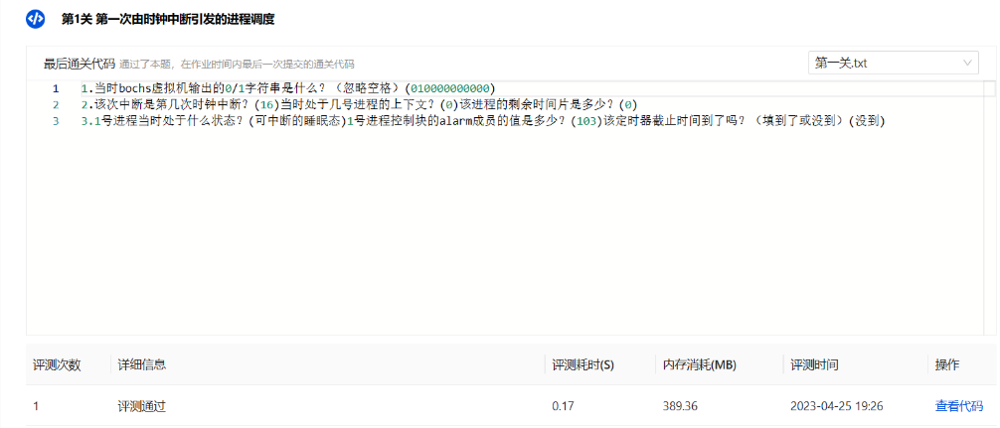 第1关 第一次由时钟中断引发的进程调度
最后通关代码 通过了本题，在作业时间内最后一次提交的通关代码
第一关.txt
1 1.当时bochs虚拟机输出的0/1字符串是什么？（忽略空格）(010000000000)
2 2.该次中断是第几次时钟中断？(16)当时处于几号进程的上下文？(0)该进程的剩余时间片是多少？(0)
3 3.1号进程当时处于什么状态？(可中断的睡眠态)1号进程控制块的alarm成员的值是多少？(103)该定时器截止时间到了吗？（填到了或没到）(没到)
评测次数 详细信息 评测耗时(S) 内存消耗(MB) 评测时间 操作
1 评测通过 0.17 389.36 2023-04-25 19:26 查看代码